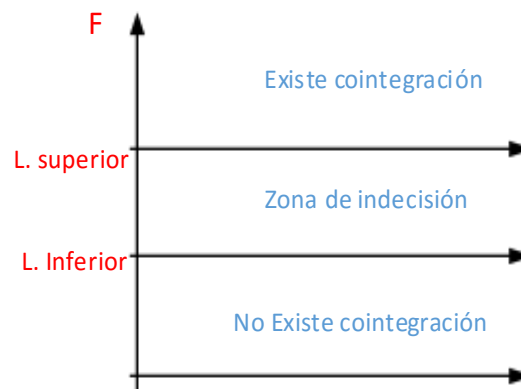 F
Existe cointegración
L. superior
Zona de indecisión
L. Inferior
No Existe cointegración